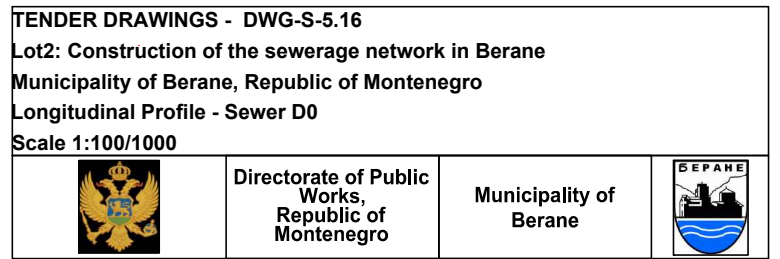 TENDER DRAWINGS - DWG-S-5.16
Lot2: Construction of the sewerage network in Berane
Municipality of Berane, Republic of Montenegro
Longitudinal Profile - Sewer D0
Scale 1:100/1000
Directorate of Public
Works,
Republic of
Montenegro
Municipality of
Berane
БЕРАНЕ